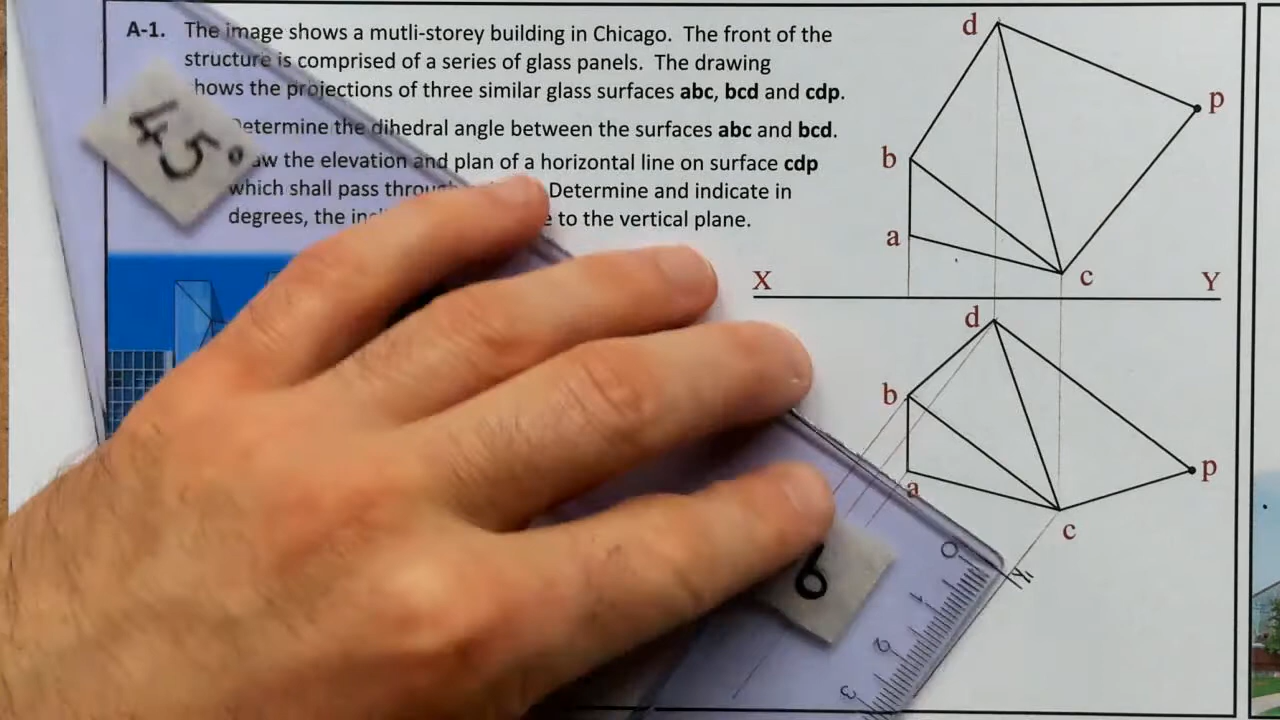 A-1. The image shows a mutli-storey building in Chicago. The front of the
structure is comprised of a series of glass panels. The drawing
hows the projections of three similar glass surfaces abc, bcd and cdp.
etermine the dihedral angle between the surfaces abc and bcd.
aw the elevation and plan of a horizontal line on surface cdp
which shall pass Determine and indicate in
degrees, the to the vertical plane.
45°
d
p
b
a
c
X
Y
d
b
a
p
c
Y1
6
0
1
2
3